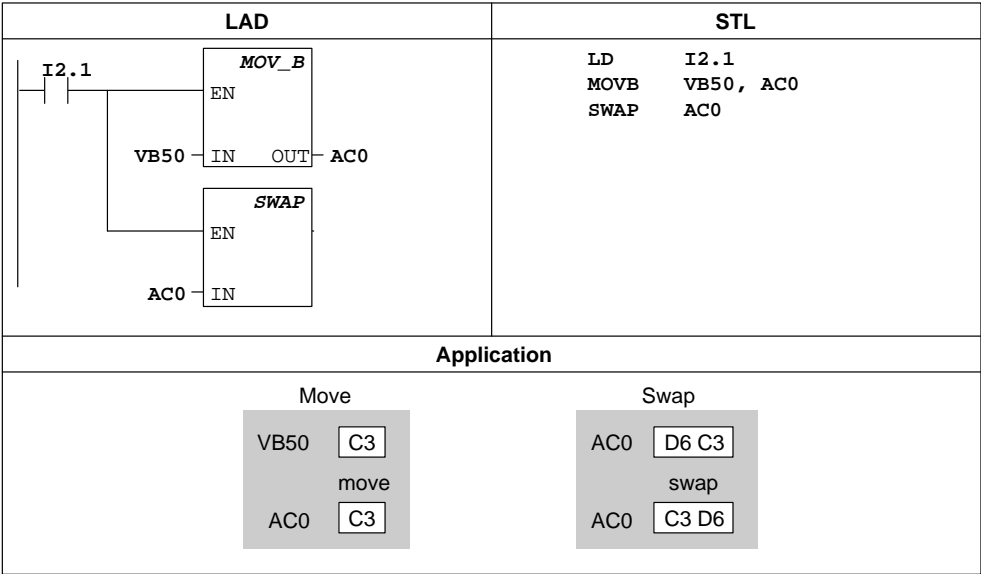 LAD
STL
I2.1
MOV_B
EN
VB50 IN OUT AC0
SWAP
EN
AC0 IN
LD I2.1
MOVB VB50, AC0
SWAP AC0
Application
Move
VB50 C3
move
AC0 C3
Swap
AC0 D6 C3
swap
AC0 C3 D6